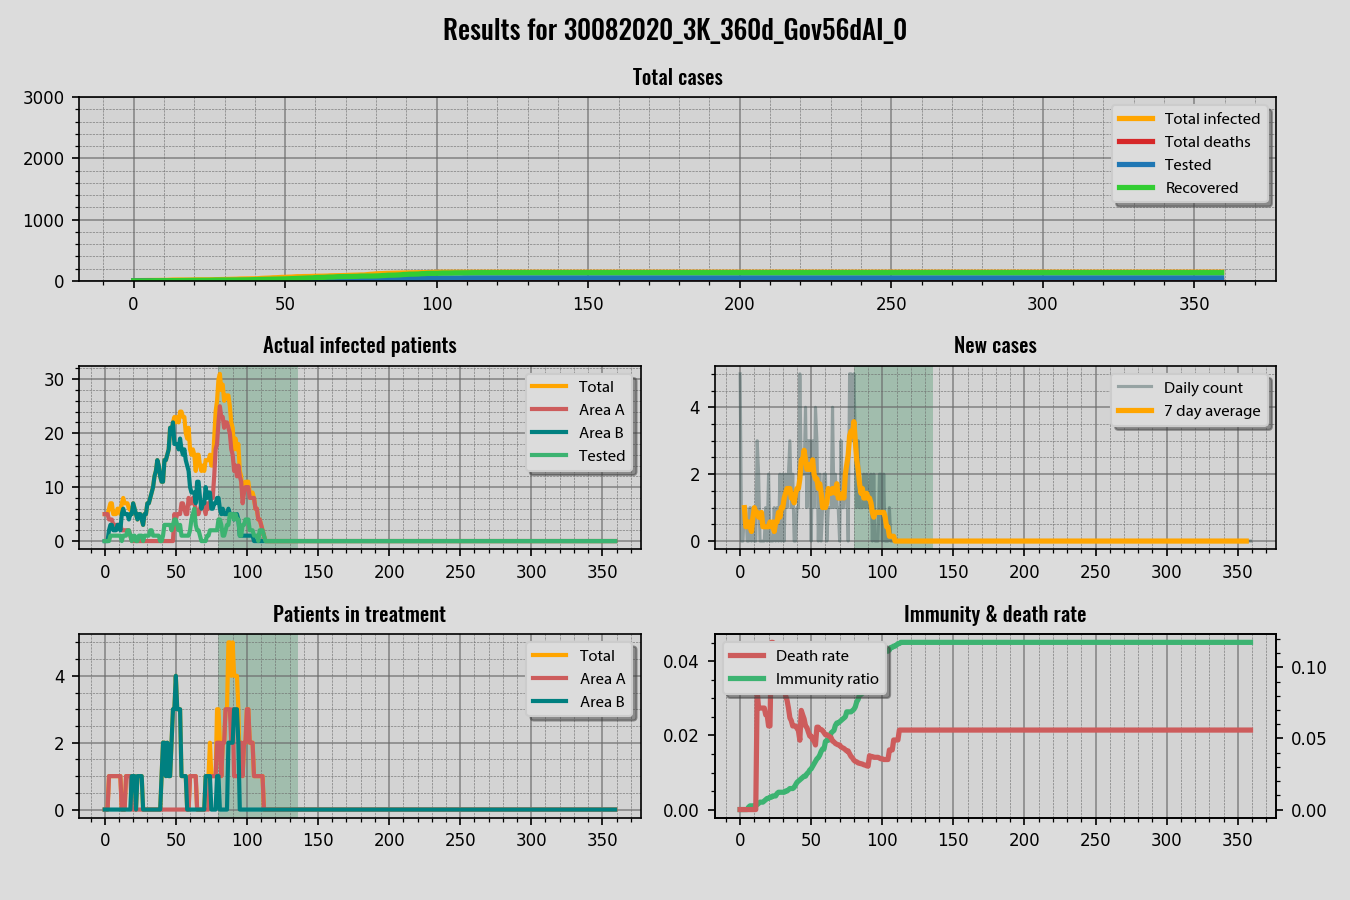 Results for 30082020_3K_360d_Gov56dAI_0
Total cases
3000
2000
1000
0
Total infected
Total deaths
Tested
Recovered
0 50 100 150 200 250 300 350
Actual infected patients
30
20
10
0
Total
Area A
Area B
Tested
0 50 100 150 200 250 300 350
New cases
4
2
0
Daily count
7 day average
0 50 100 150 200 250 300 350
Patients in treatment
4
2
0
Total
Area A
Area B
0 50 100 150 200 250 300 350
Immunity & death rate
0.04
0.02
0.00
Death rate
Immunity ratio
0.10
0.05
0.00
0 50 100 150 200 250 300 350